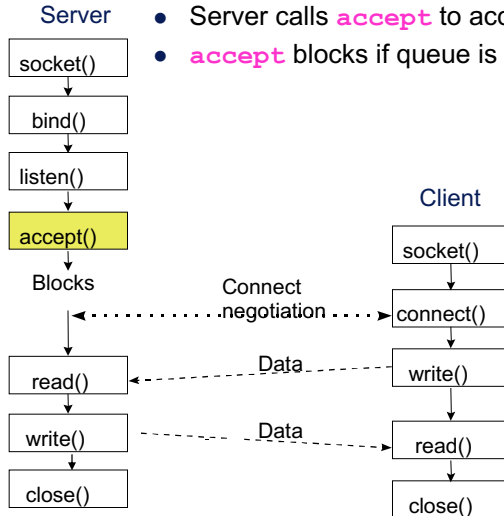 Server
• Server calls accept to acc
• accept blocks if queue is
socket()
bind()
listen()
accept()
Blocks
Client
socket()
Connect
negotiation
connect()
Data
read()
write()
Data
write()
read()
close()
close()